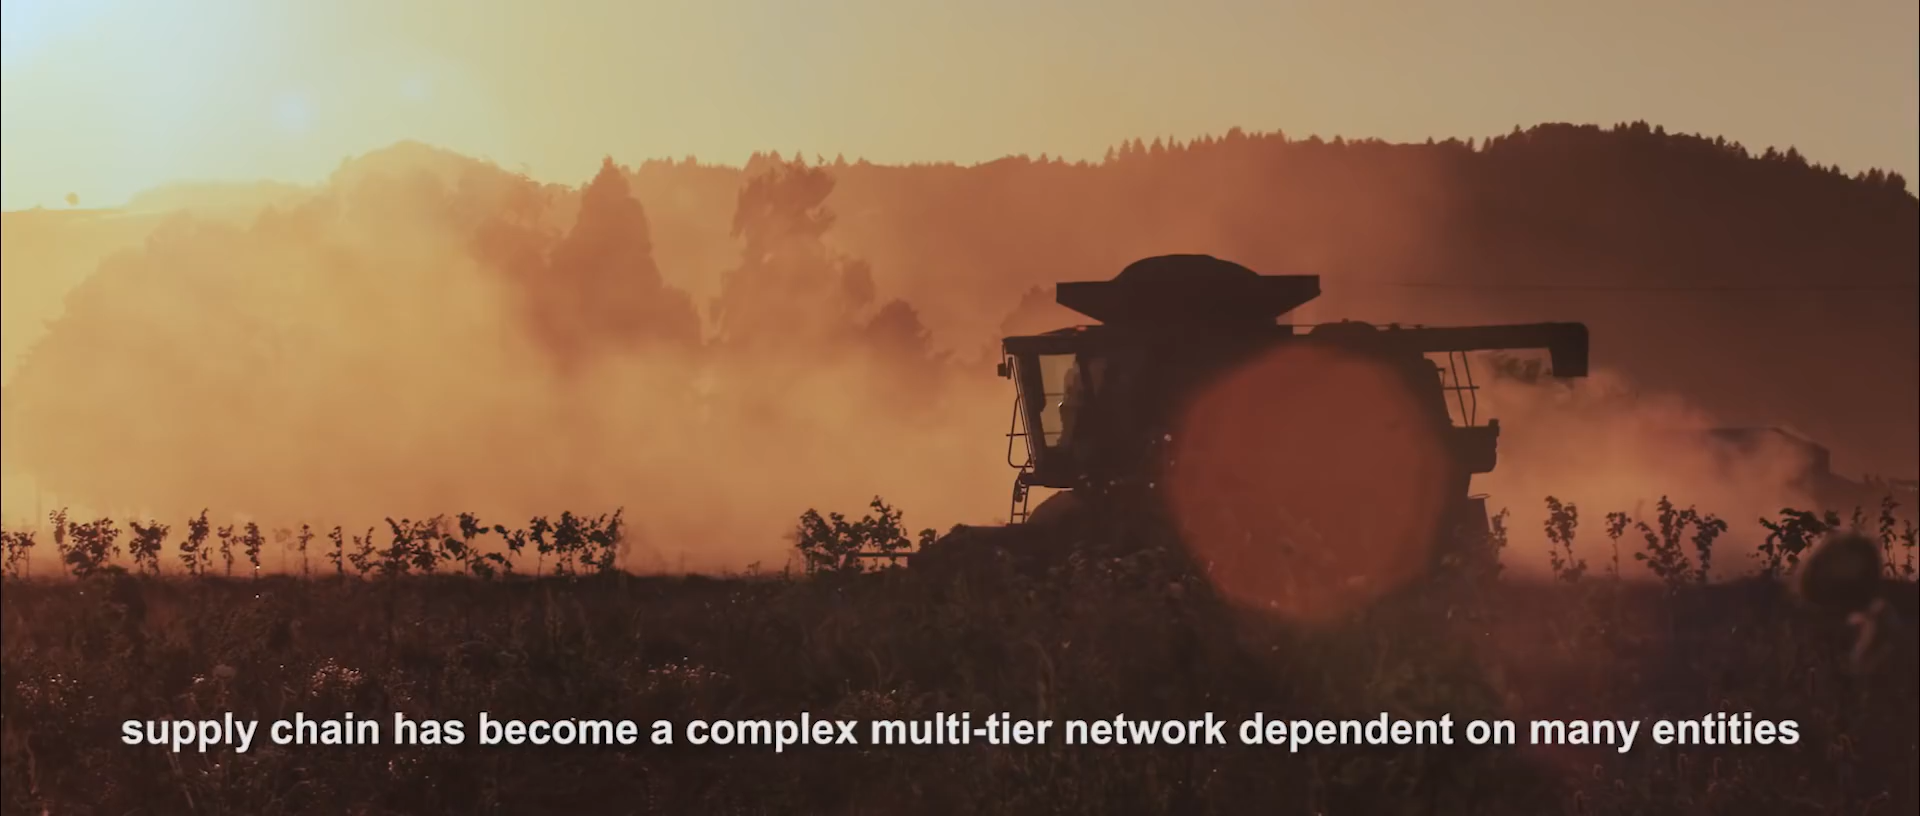 supply chain has become a complex multi-tier network dependent on many entities